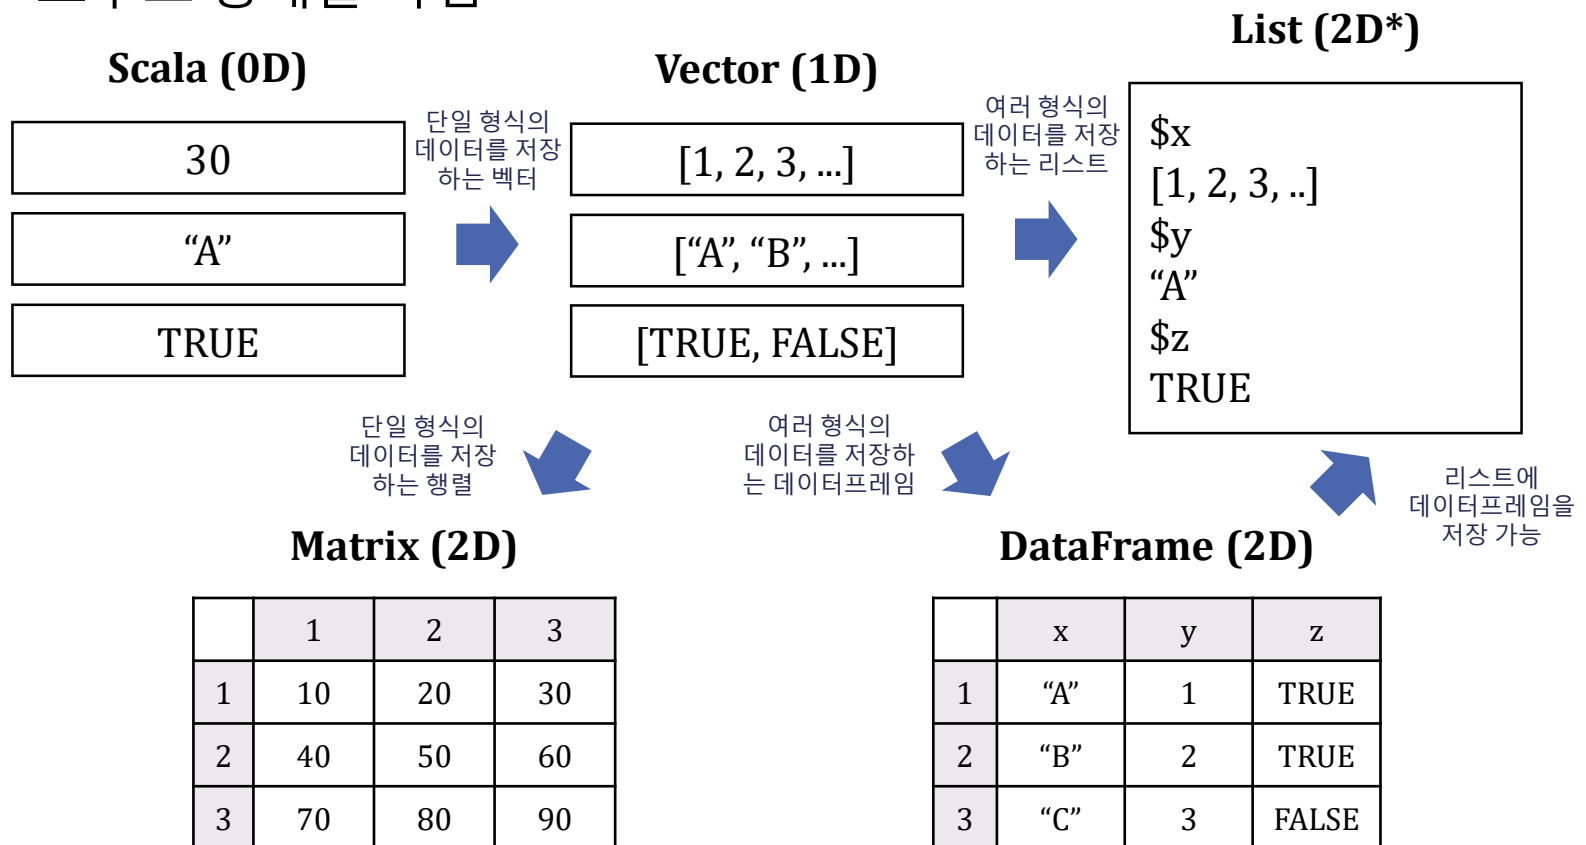 Scala (0D)
30
“A”
TRUE
단일 형식의
데이터를 저장
하는 벡터
Vector (1D)
[1, 2, 3, ...]
[“A”, “B”, ...]
[TRUE, FALSE]
여러 형식의
데이터를 저장
하는 리스트
List (2D*)
$x
[1, 2, 3, ..]
$y
“A”
$z
TRUE
단일 형식의
데이터를 저장
하는 행렬
여러 형식의
데이터를 저장하
는 데이터프레임
리스트에
데이터프레임을
저장 가능
Matrix (2D)
1 2 3
1 10 20 30
2 40 50 60
3 70 80 90
DataFrame (2D)
x y z
1 “A” 1 TRUE
2 “B” 2 TRUE
3 “C” 3 FALSE